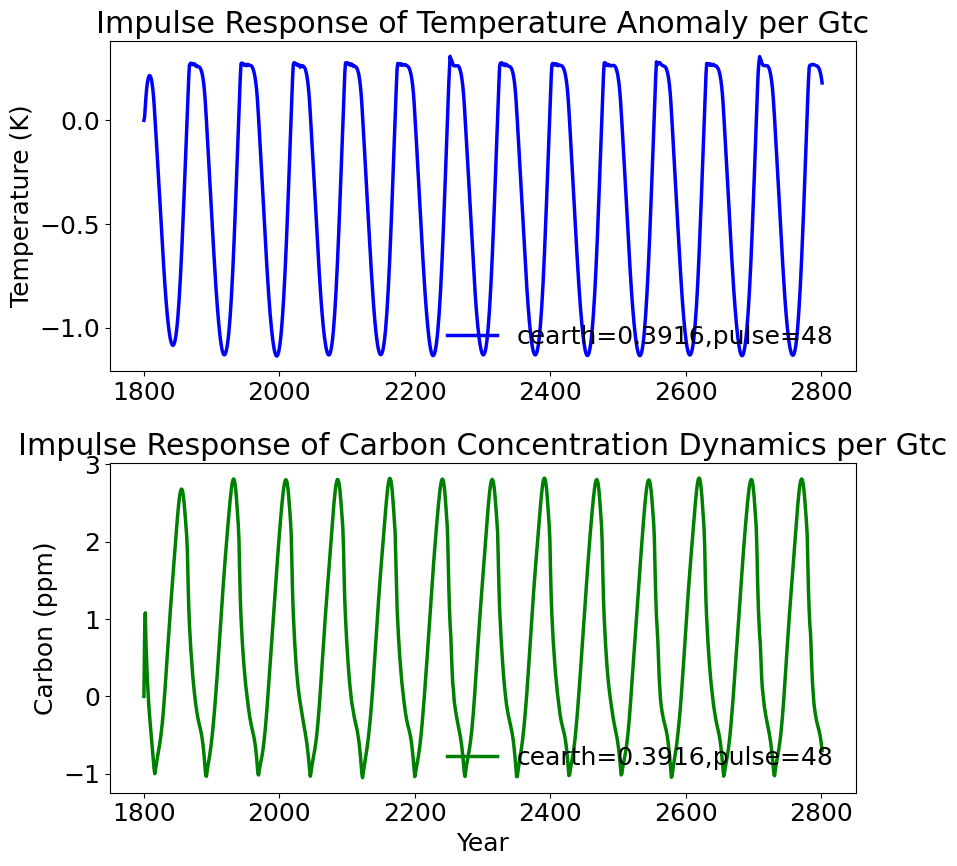 Impulse Response of Temperature Anomaly per Gtc
Temperature (K)
0.0
−0.5
−1.0
cearth=0.3916,pulse=48
1800 2000 2200 2400 2600 2800
Impulse Response of Carbon Concentration Dynamics per Gtc
Carbon (ppm)
3
2
1
0
−1
cearth=0.3916,pulse=48
1800 2000 2200 2400 2600 2800
Year